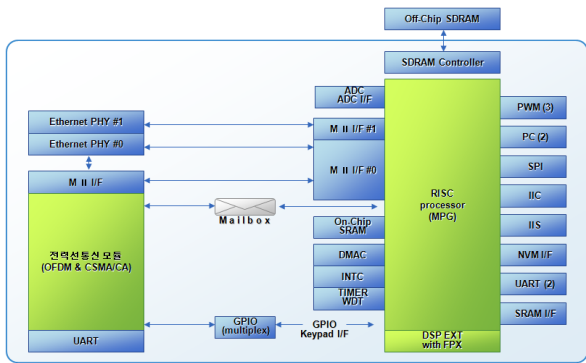 Off-Chip SDRAM
SDRAM Controller
ADC
ADC I/F
Ethernet PHY #1
Ethernet PHY #0
M II I/F #1
M II I/F #0
M II I/F
Mailbox
전력선통신 모듈
(OFDM & CSMA/CA)
UART
On-Chip
SRAM
DMAC
INTC
TIMER
WDT
GPIO
(multiplex)
GPIO
Keypad I/F
RISC
processor
(MPG)
DSP EXT
with FPX
PWM (3)
PC (2)
SPI
IIC
IIS
NVM I/F
UART (2)
SRAM I/F